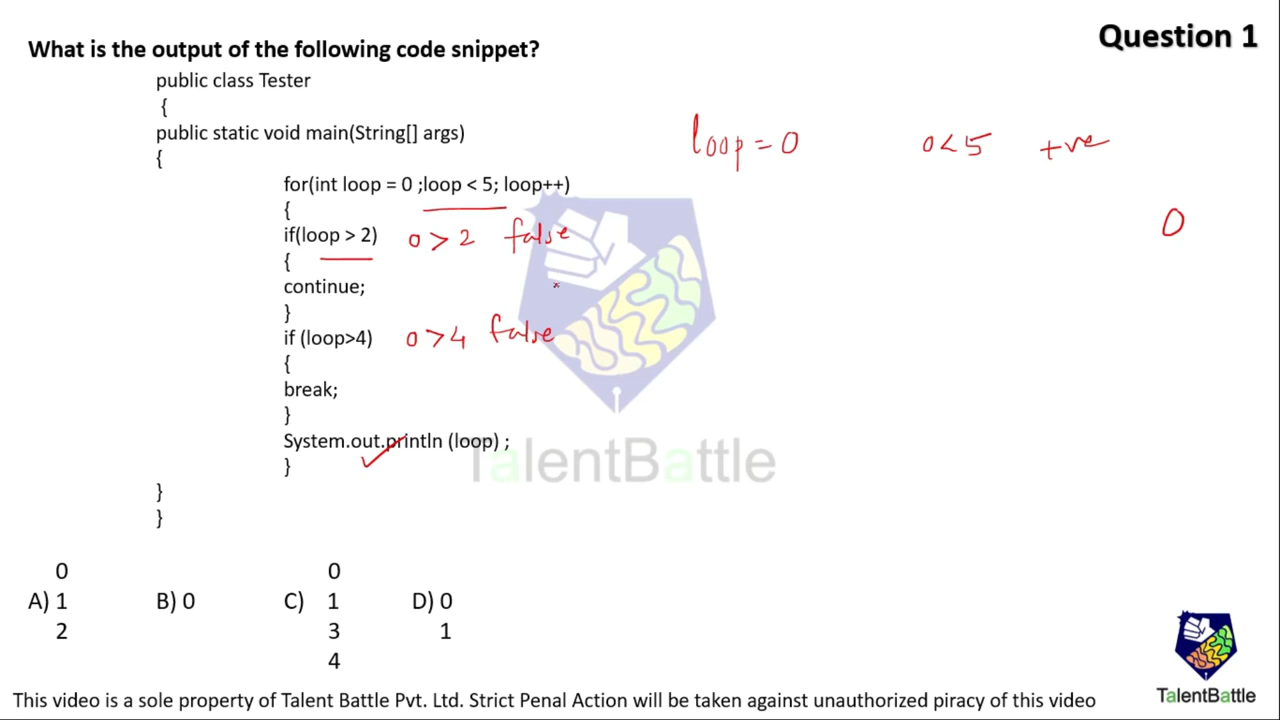 Question 1
What is the output of the following code snippet?
public class Tester
{
public static void main(String[] args)
{
loop = 0 0 < 5 +ve
for(int loop = 0 ;loop < 5; loop++)
{
0
if(loop > 2) 0 > 2 false
{
continue;
}
if (loop>4) 0 > 4 false
{
break;
}
System.out.println (loop) ;
}
TalentBattle
}
}
0 0
A) 1 B) 0 C) 1 D) 0
2 3 1
4
TalentBattle
This video is a sole property of Talent Battle Pvt. Ltd. Strict Penal Action will be taken against unauthorized piracy of this video